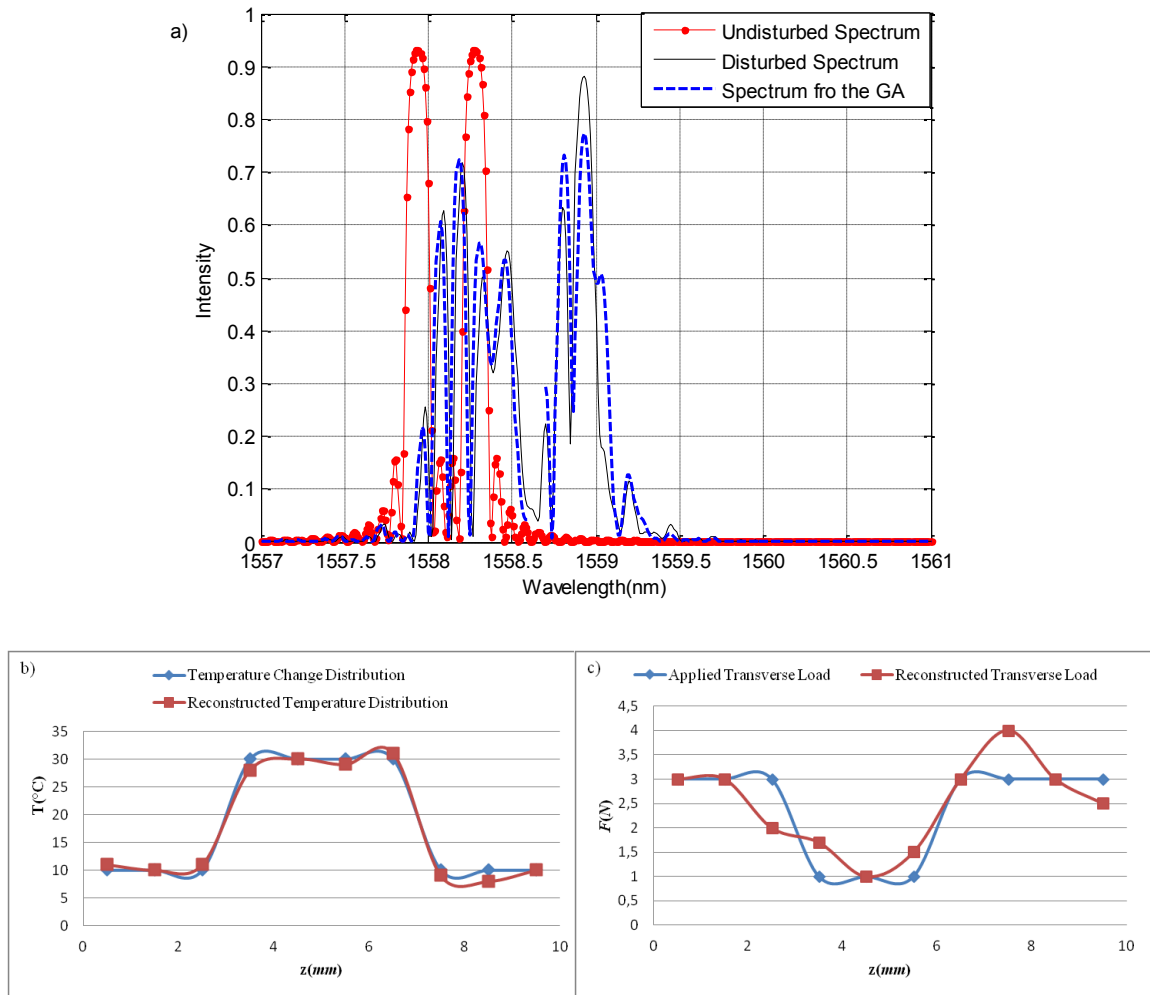 a)
Undisturbed Spectrum
Disturbed Spectrum
Spectrum fro the GA
1
0.9
0.8
0.7
0.6
0.5
0.4
0.3
0.2
0.1
0
Intensity
1557 1557.5 1558 1558.5 1559 1559.5 1560 1560.5 1561
Wavelength(nm)
b)
Temperature Change Distribution
Reconstructed Temperature Distribution
35
30
25
20
15
10
5
0
T(°C)
0 2 4 6 8 10
z(mm)
c)
Applied Transverse Load
Reconstructed Transverse Load
4,5
4
3,5
3
2,5
2
1,5
1
0,5
0
F(N)
0 2 4 6 8 10
z(mm)